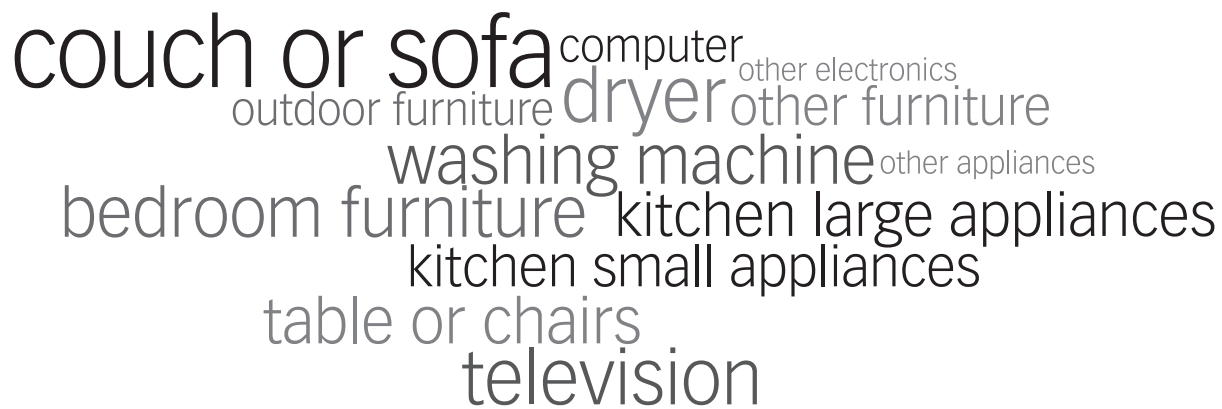 couch or sofa
computer
other electronics
outdoor furniture
dryer
other furniture
washing machine
other appliances
bedroom furniture
kitchen large appliances
kitchen small appliances
table or chairs
television